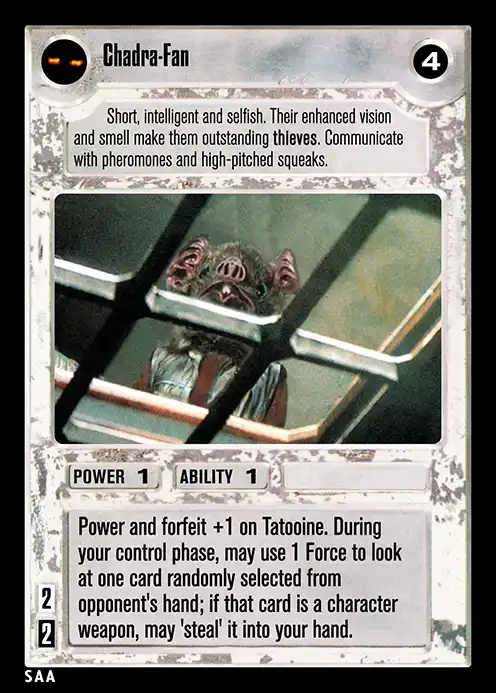 Chadra-Fan
4
Short, intelligent and selfish. Their enhanced vision
and smell make them outstanding thieves. Communicate
with pheromones and high-pitched squeaks.
POWER 1 ABILITY 1
Power and forfeit +1 on Tatooine. During
your control phase, may use 1 Force to look
at one card randomly selected from
opponent's hand; if that card is a character
weapon, may 'steal' it into your hand.
2
2
SAA